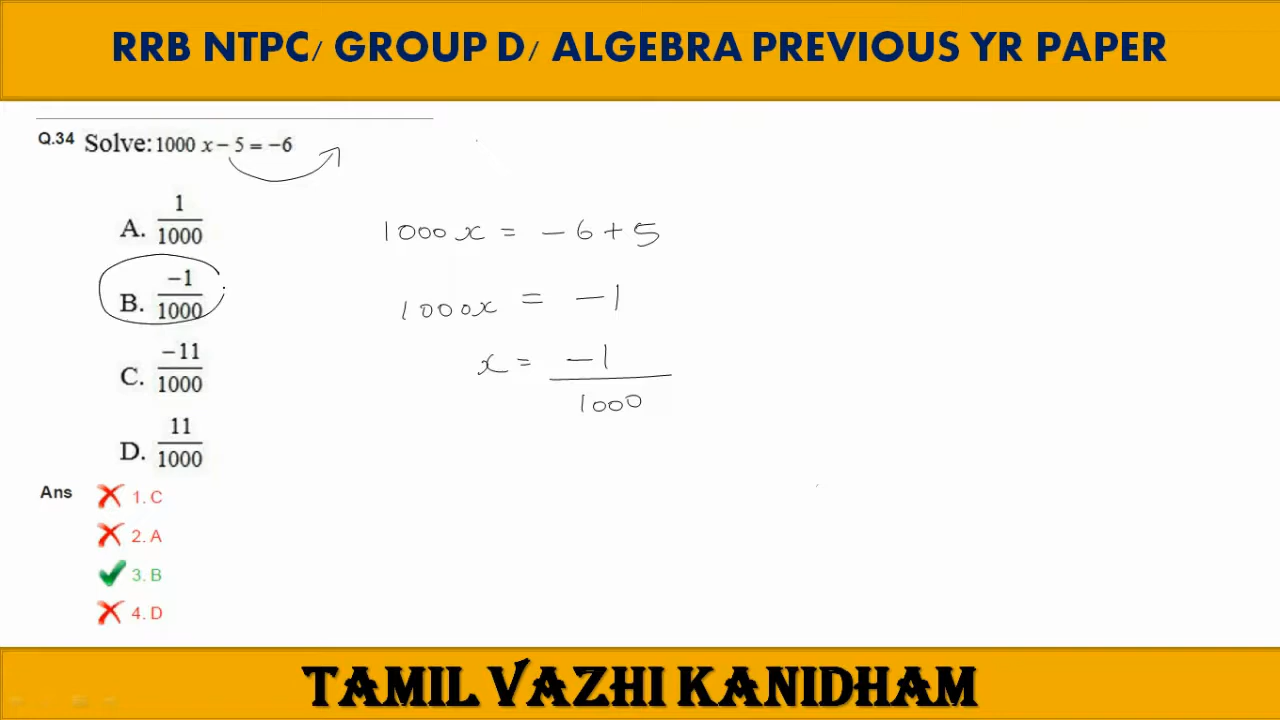 RRB NTPC/ GROUP D/ ALGEBRA PREVIOUS YR PAPER
Q.34 Solve: 1000 x − 5 = −6
A. 1/1000
B. −1/1000
C. −11/1000
D. 11/1000
1000x = −6+5
1000x = −1
x = −1/1000
Ans
1. C
2. A
3. B
4. D
TAMIL VAZHI KANIDHAM